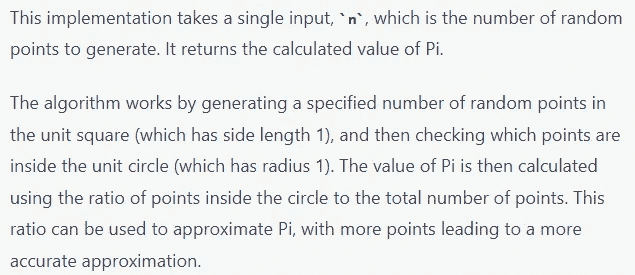 This implementation takes a single input, `n`, which is the number of random
points to generate. It returns the calculated value of Pi.
The algorithm works by generating a specified number of random points in
the unit square (which has side length 1), and then checking which points are
inside the unit circle (which has radius 1). The value of Pi is then calculated
using the ratio of points inside the circle to the total number of points. This
ratio can be used to approximate Pi, with more points leading to a more
accurate approximation.